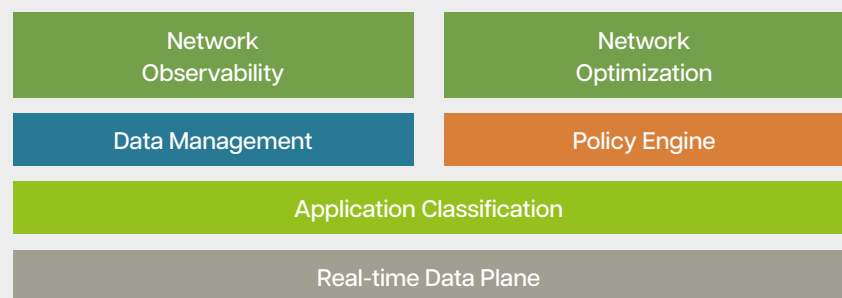 Network
Observability
Network
Optimization
Data Management
Policy Engine
Application Classification
Real-time Data Plane